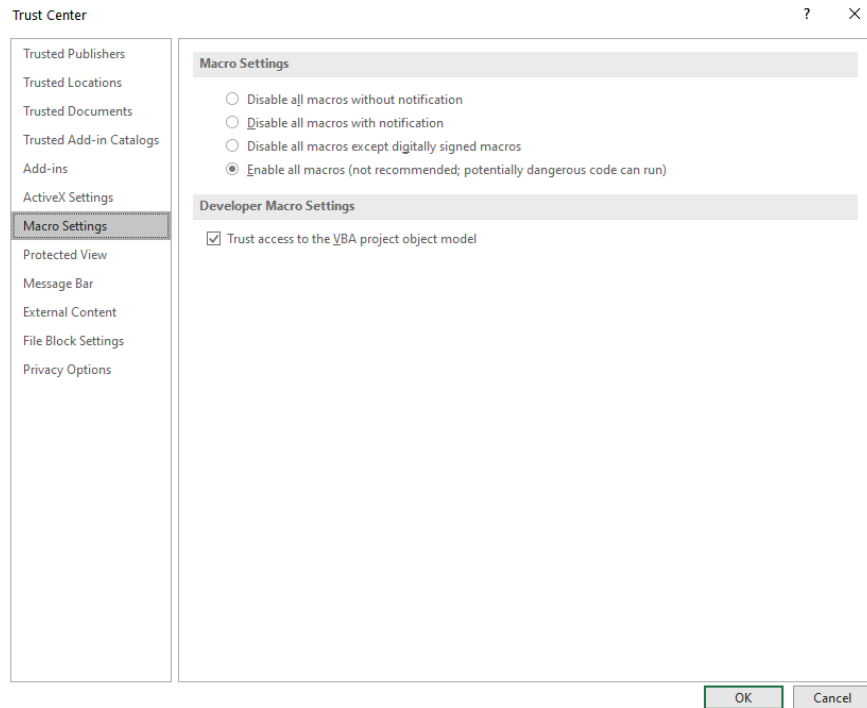 Trust Center
?
Trusted Publishers
Trusted Locations
Trusted Documents
Trusted Add-in Catalogs
Add-ins
ActiveX Settings
Macro Settings
Protected View
Message Bar
External Content
File Block Settings
Privacy Options
Macro Settings
Disable all macros without notification
Disable all macros with notification
Disable all macros except digitally signed macros
Enable all macros (not recommended; potentially dangerous code can run)
Developer Macro Settings
Trust access to the VBA project object model
OK
Cancel